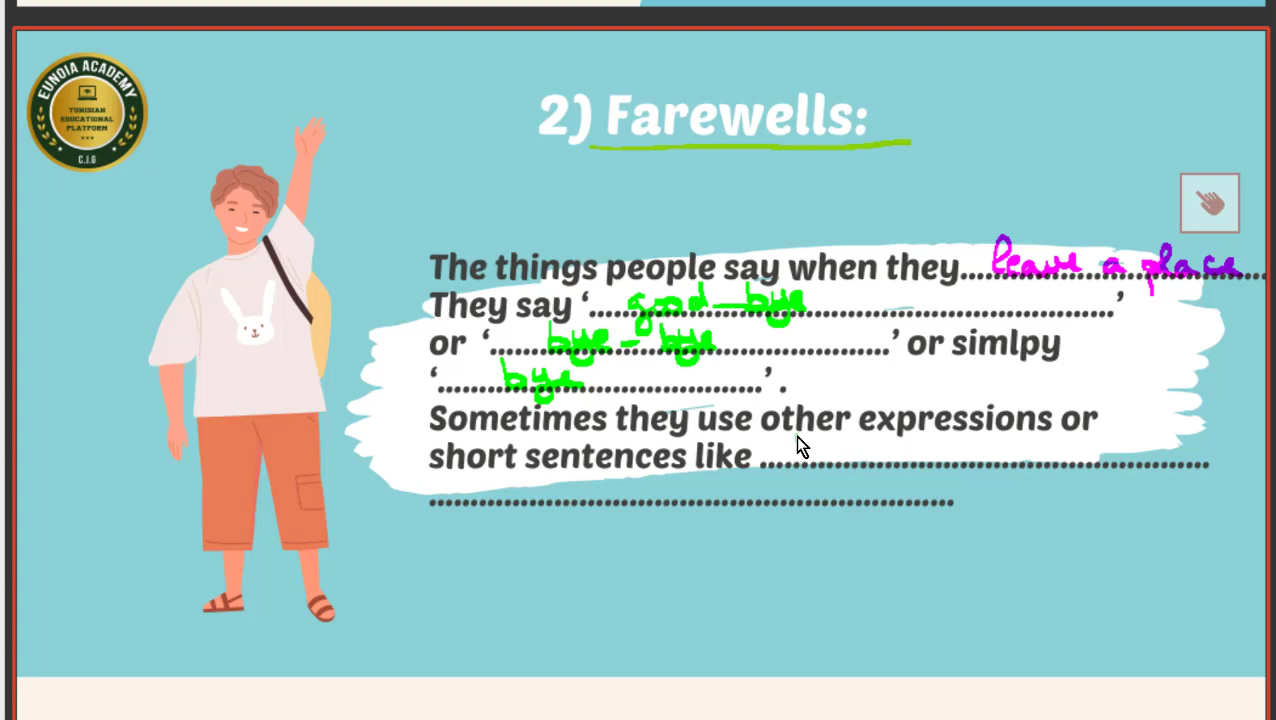 EUNOIA ACADEMY
TUNISIAN
EDUCATIONAL
PLATFORM
C.I.G
2) Farewells:
The things people say when they...leave a place...
They say ‘...good-bye...’
or ‘...bye-bye...’ or simlpy
‘...bye...’ .
Sometimes they use other expressions or
short sentences like ...
...